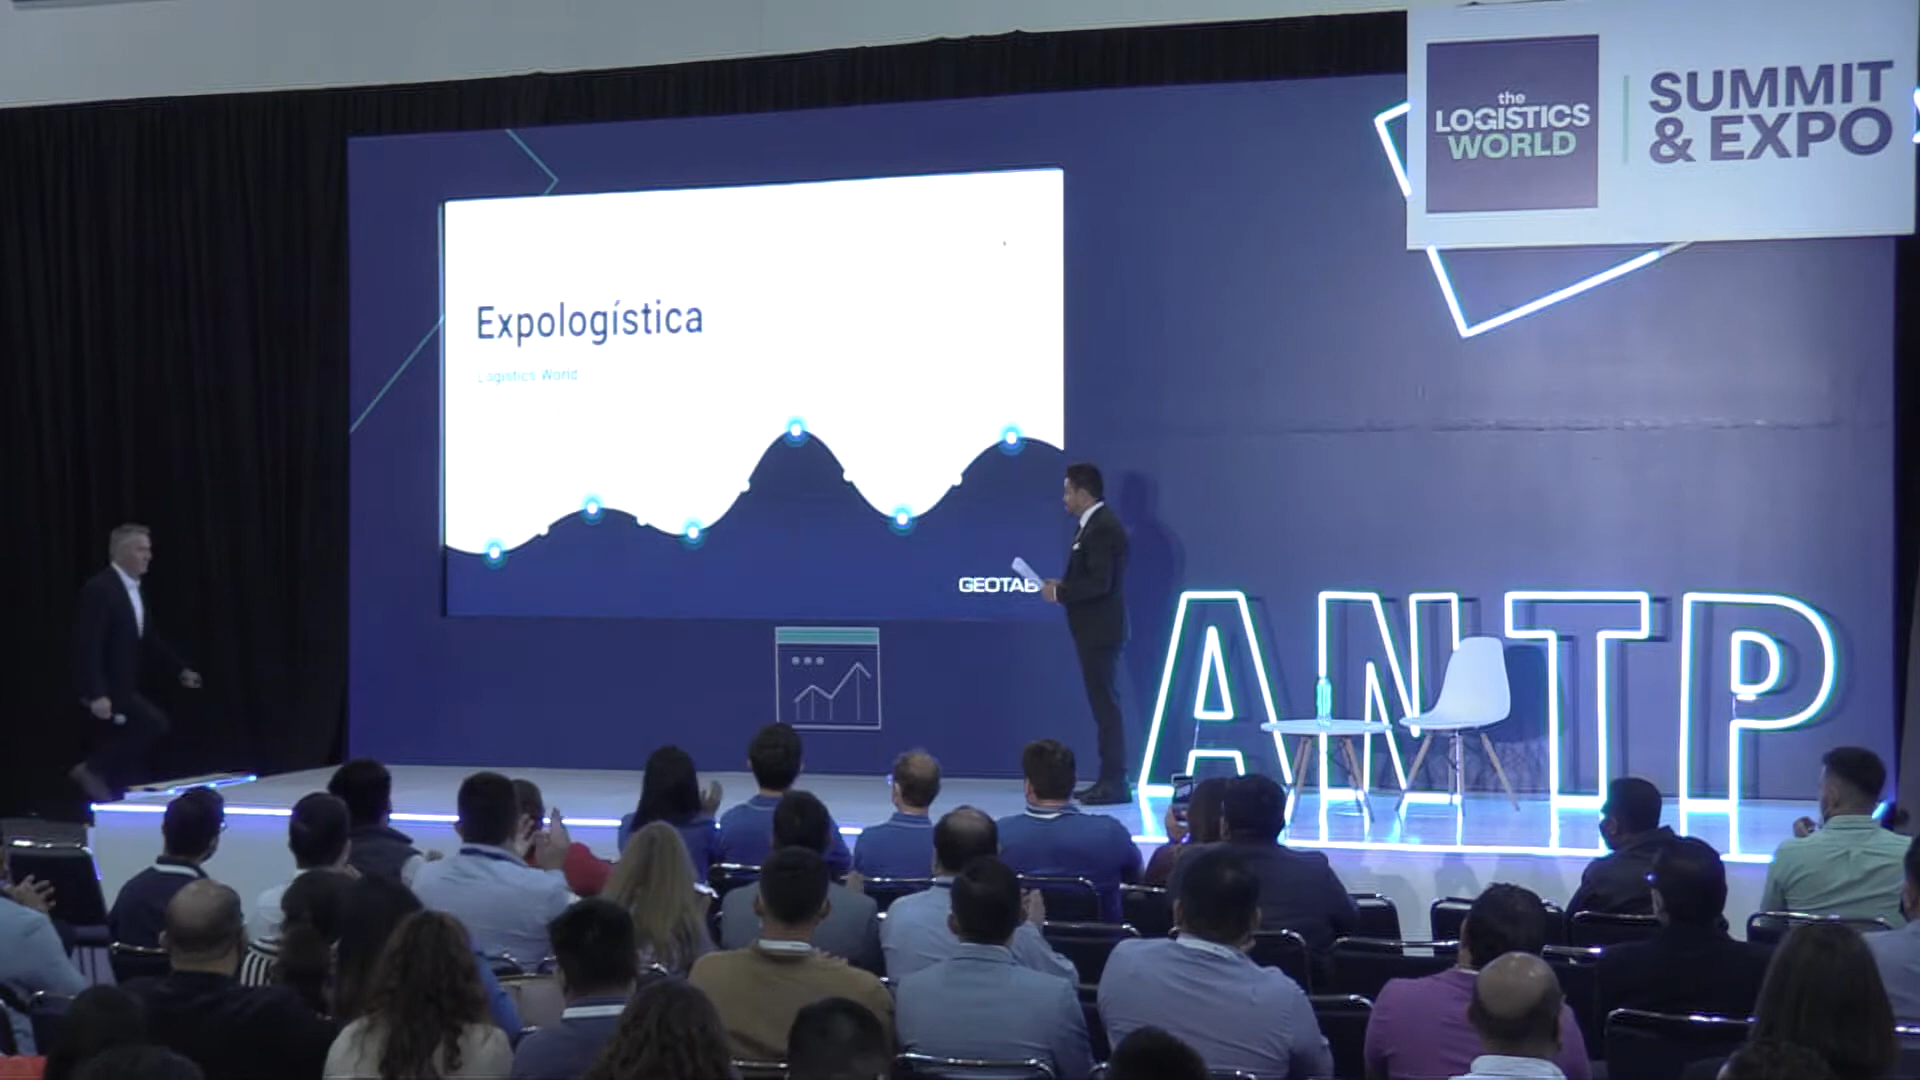 the
LOGISTICS
WORLD
SUMMIT
& EXPO
Expologística
Logistics World
GEOTAB
ANTP